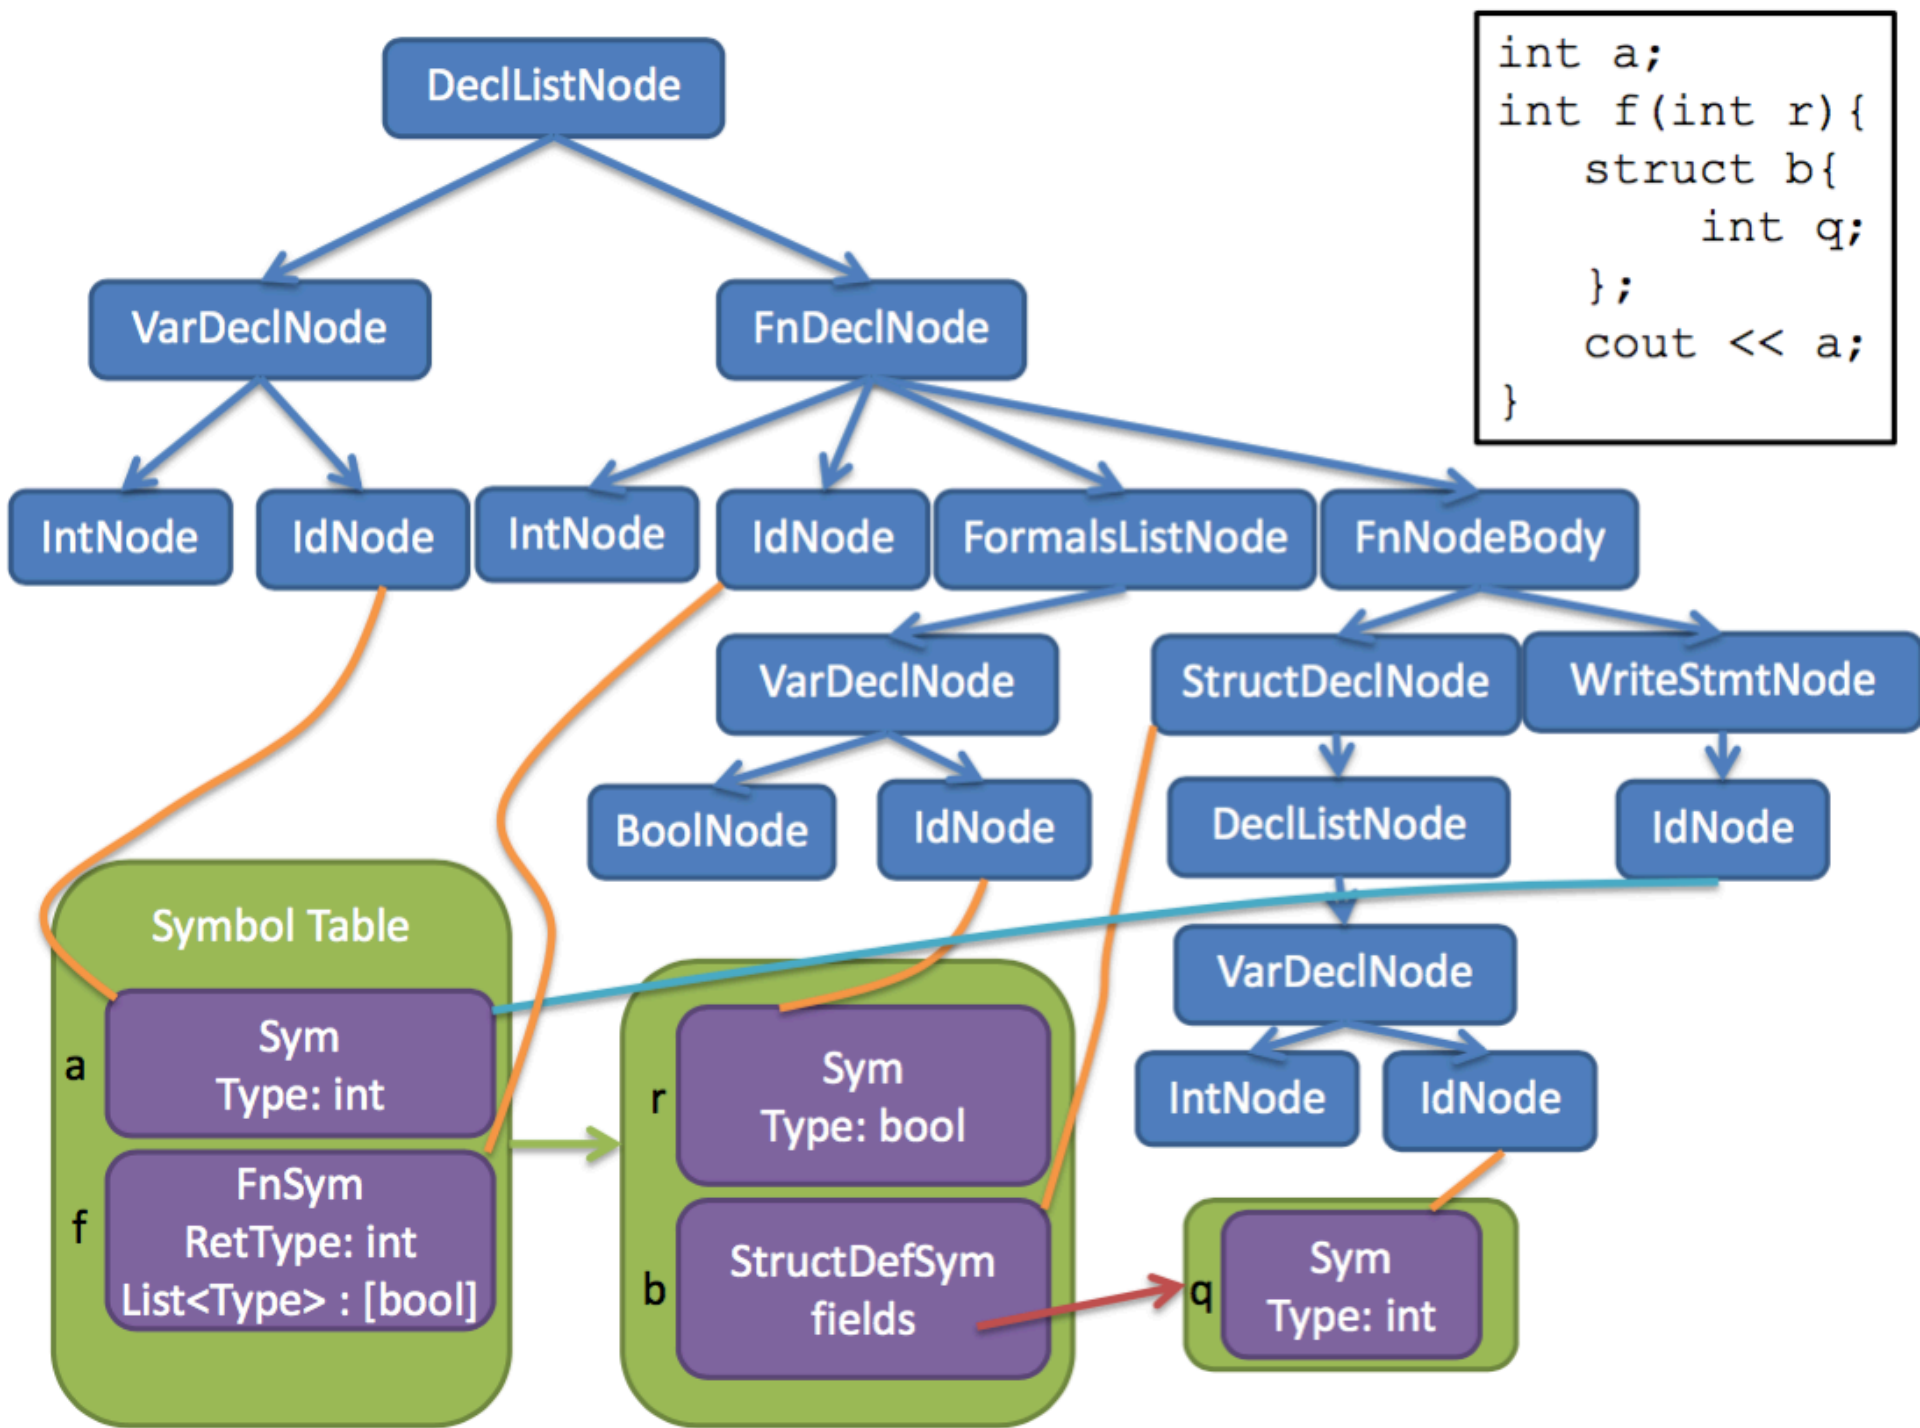 DeclListNode
int a;
int f(int r){
struct b{
int q;
};
cout << a;
}
VarDeclNode
FnDeclNode
IntNode
IdNode
IntNode
IdNode
FormalsListNode
FnNodeBody
VarDeclNode
StructDeclNode
WriteStmtNode
BoolNode
IdNode
DeclListNode
IdNode
VarDeclNode
IntNode
IdNode
Symbol Table
a
Sym
Type: int
f
FnSym
RetType: int
List<Type> : [bool]
r
Sym
Type: bool
b
StructDefSym
fields
q
Sym
Type: int